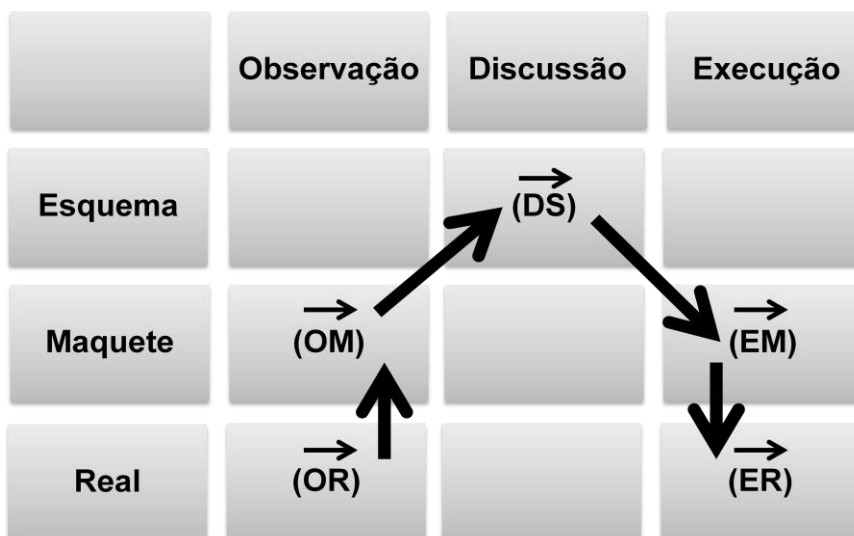 Observação Discussão Execução
Esquema (DS)
Maquete (OM) (EM)
Real (OR) (ER)